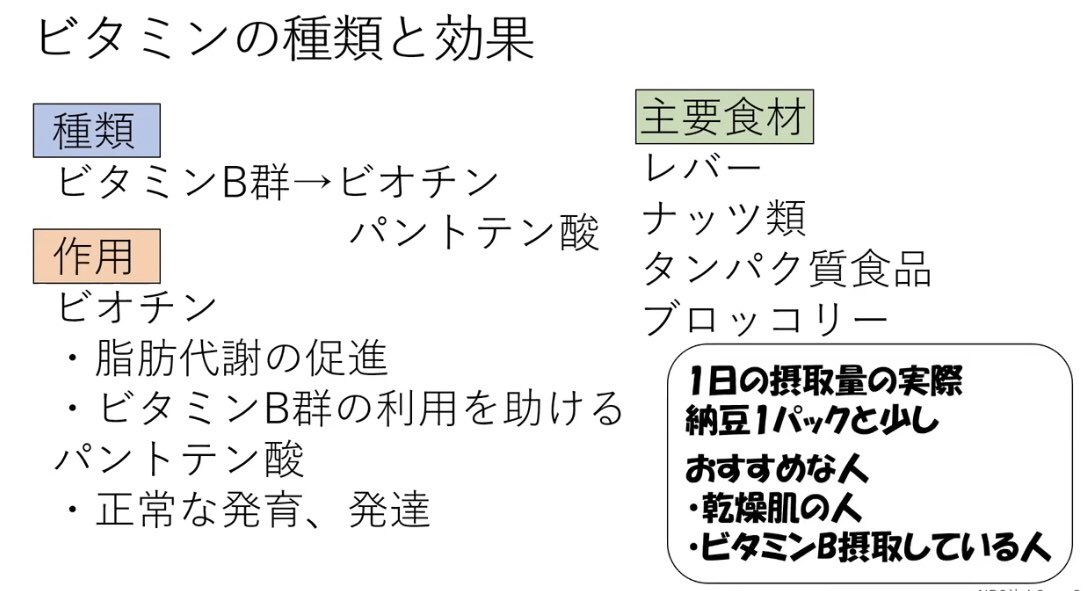 ビタミンの種類と効果
種類
ビタミンB群→ビオチン
パントテン酸
作用
ビオチン
・脂肪代謝の促進
・ビタミンB群の利用を助ける
パントテン酸
・正常な発育、発達
主要食材
レバー
ナッツ類
タンパク質食品
ブロッコリー
1日の摂取量の実際
納豆1パックと少し
おすすめな人
・乾燥肌の人
・ビタミンB摂取している人